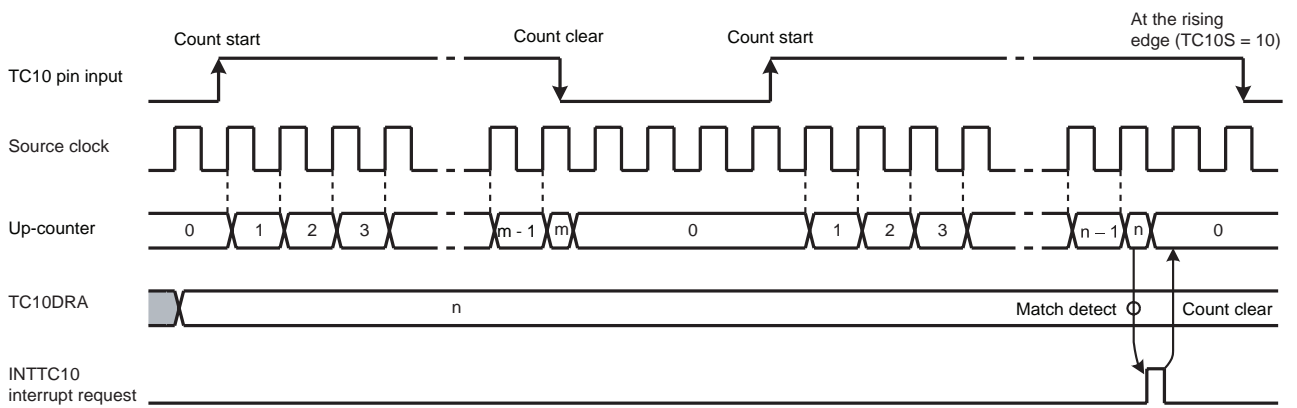 At the rising
edge (TC10S = 10)
Count start
Count clear
Count start
TC10 pin input
Source clock
Up-counter
0 1 2 3 m - 1 m 0 1 2 3 n – 1 n 0
TC10DRA
n
Match detect
Count clear
INTTC10
interrupt request